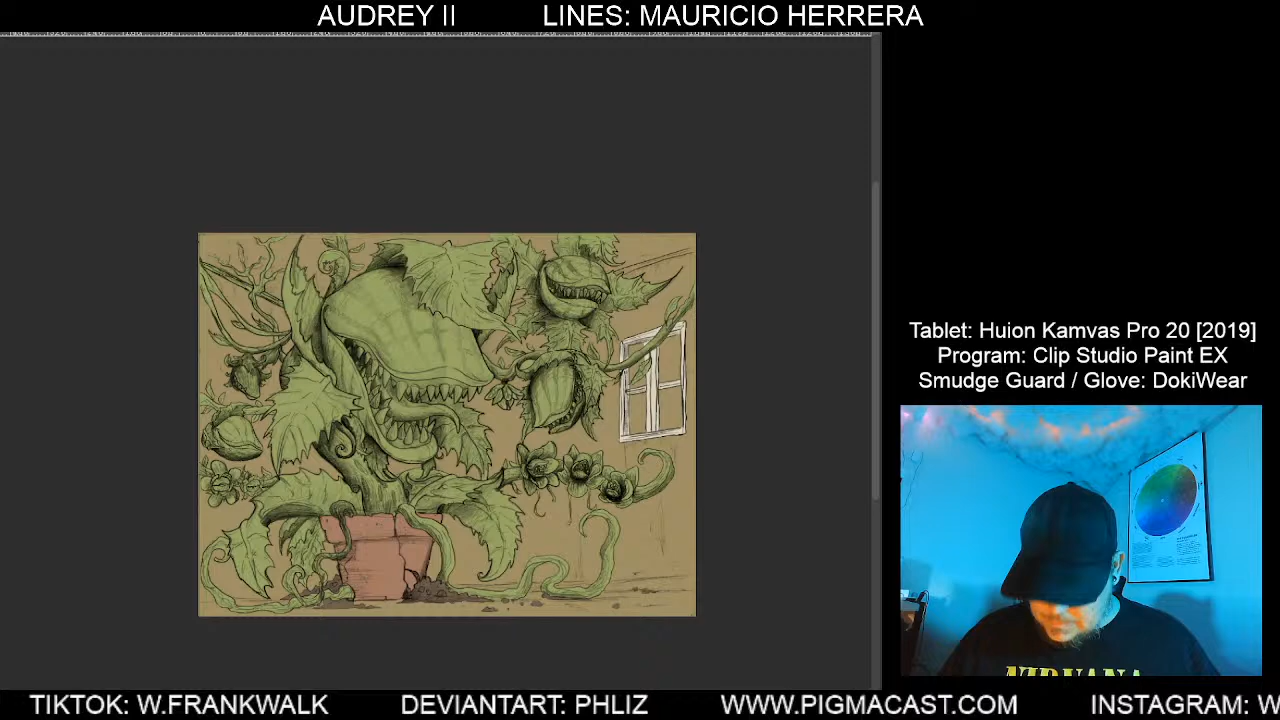 AUDREY II LINES: MAURICIO HERRERA
Tablet: Huion Kamvas Pro 20 [2019]
Program: Clip Studio Paint EX
Smudge Guard / Glove: DokiWear
NIRVANA
TIKTOK: W.FRANKWALK DEVIANTART: PHLIZ WWW.PIGMACAST.COM INSTAGRAM: W